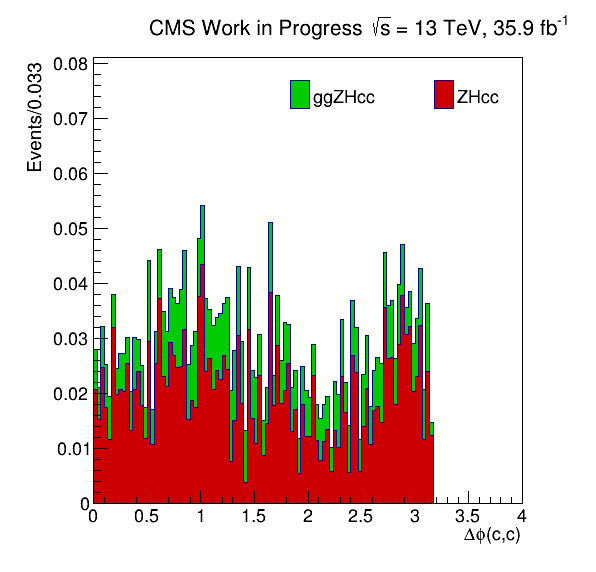 CMS Work in Progress √s = 13 TeV, 35.9 fb⁻¹
Events/0.033
0.08
0.07
0.06
0.05
0.04
0.03
0.02
0.01
0
ggZHcc ZHcc
0 0.5 1 1.5 2 2.5 3 3.5 4
Δϕ(c,c)